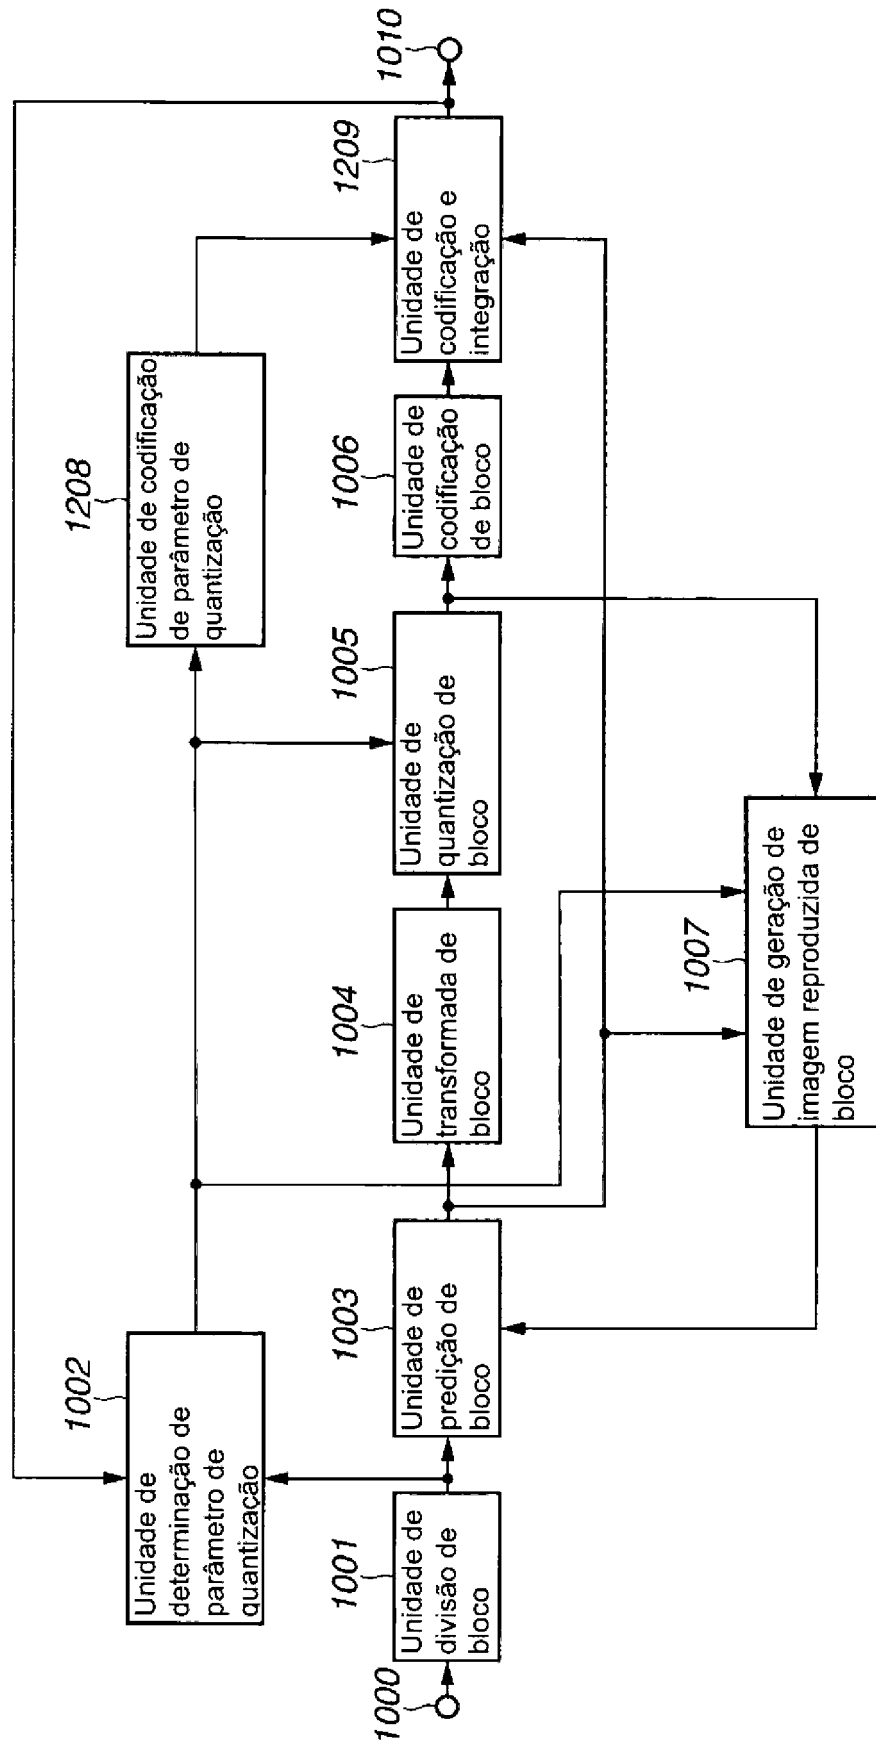 1000
1001
Unidade de
divisão de
bloco
1002
Unidade de
determinação de
parâmetro de
quantização
1003
Unidade de
predição de
bloco
1004
Unidade de
transformada de
bloco
1005
Unidade de
quantização de
bloco
1006
Unidade de
codificação
de bloco
1007
Unidade de geração de
imagem reproduzida de
bloco
1208
Unidade de codificação
de parâmetro de
quantização
1209
Unidade de
codificação e
integração
1010